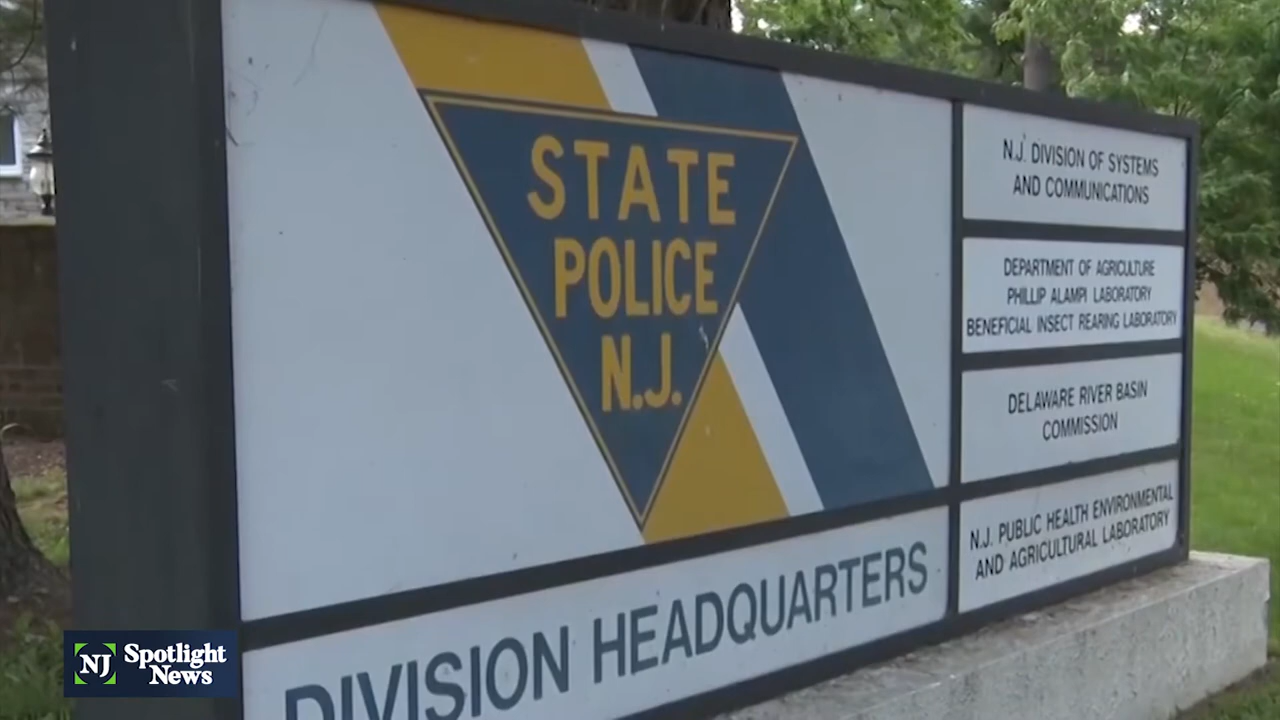 STATE
POLICE
N.J.
DIVISION HEADQUARTERS
N.J. DIVISION OF SYSTEMS
AND COMMUNICATIONS
DEPARTMENT OF AGRICULTURE
PHILLIP ALAMPI LABORATORY
BENEFICIAL INSECT REARING LABORATORY
DELAWARE RIVER BASIN
COMMISSION
N.J. PUBLIC HEALTH ENVIRONMENTAL
AND AGRICULTURAL LABORATORY
NJ Spotlight
News